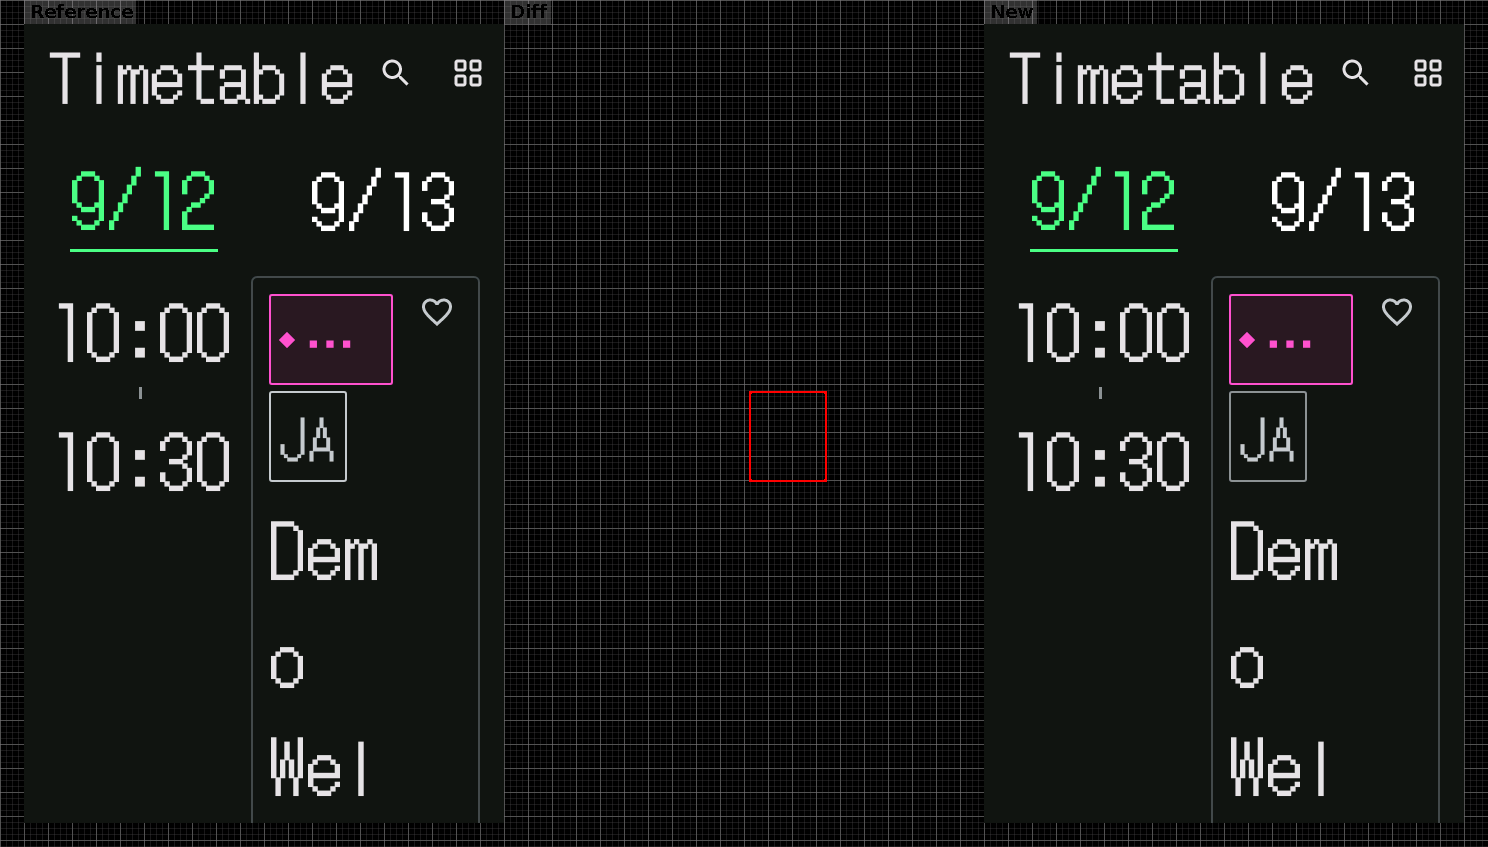 Reference
Diff
New
Timetable
9/12 9/13
10:00
10:30
...
JA
Dem
o
Wel
Timetable
9/12 9/13
10:00
10:30
...
JA
Dem
o
Wel